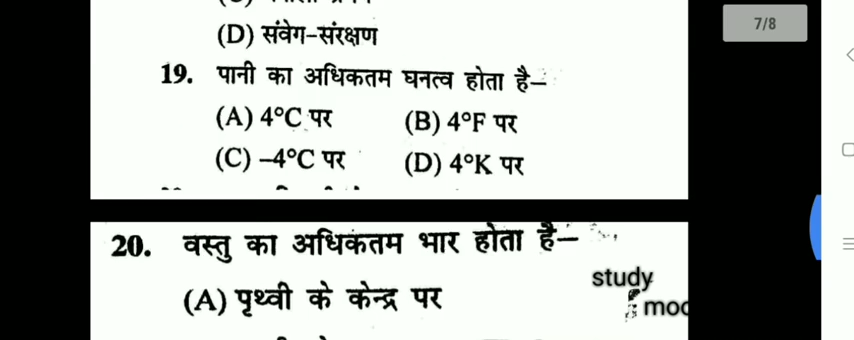 (D) संवेग-संरक्षण
7/8
19. पानी का अधिकतम घनत्व होता है–
(A) 4°C पर (B) 4°F पर
(C) –4°C पर (D) 4°K पर
20. वस्तु का अधिकतम भार होता है–
study
(A) पृथ्वी के केन्द्र पर